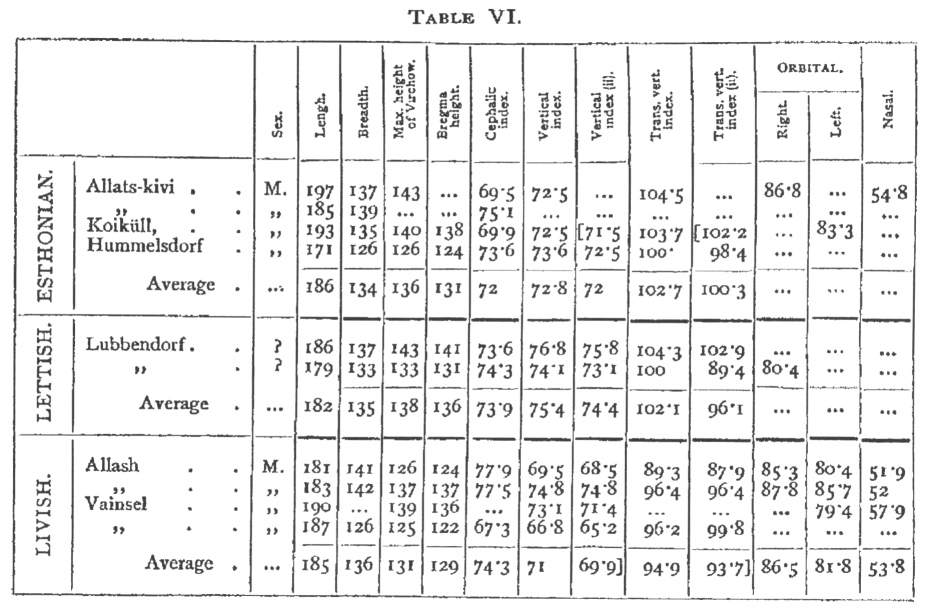 TABLE VI.
Sex. Lengh. Breadth. Max. height of Virchow. Bregma height. Cephalic index. Vertical index. Vertical index (ii). Trans. vert. index. Trans. vert. index (ii). ORBITAL. Right. Left. Nasal.
ESTHONIAN.
Allats-kivi . . M. 197 137 143 ... 69·5 72·5 ... 104·5 ... 86·8 ... 54·8
„ . . „ 185 139 ... ... 75·1 ... ... ... ... ... ... ...
Koiküll, . . „ 193 135 140 138 69·9 72·5 [71·5 103·7 [102·2 ... 83·3 ...
Hummelsdorf . „ 171 126 126 124 73·6 73·6 72·5 100· 98·4 ... ... ...
Average . ... 186 134 136 131 72 72·8 72 102·7 100·3 ... ... ...
LETTISH.
Lubbendorf . . ? 186 137 143 141 73·6 76·8 75·8 104·3 102·9 ... ... ...
„ . ? 179 133 133 131 74·3 74·1 73·1 100 89·4 80·4 ... ...
Average . ... 182 135 138 136 73·9 75·4 74·4 102·1 96·1 ... ... ...
LIVISH.
Allash . . M. 181 141 126 124 77·9 69·5 68·5 89·3 87·9 85·3 80·4 51·9
„ . . „ 183 142 137 137 77·5 74·8 74·8 96·4 96·4 87·8 85·7 52
Vainsel . . „ 190 ... 139 136 ... 73·1 71·4 ... ... ... 79·4 57·9
„ . . „ 187 126 125 122 67·3 66·8 65·2 96·2 99·8 ... ... ...
Average . ... 185 136 131 129 74·3 71 69·9] 94·9 93·7] 86·5 81·8 53·8